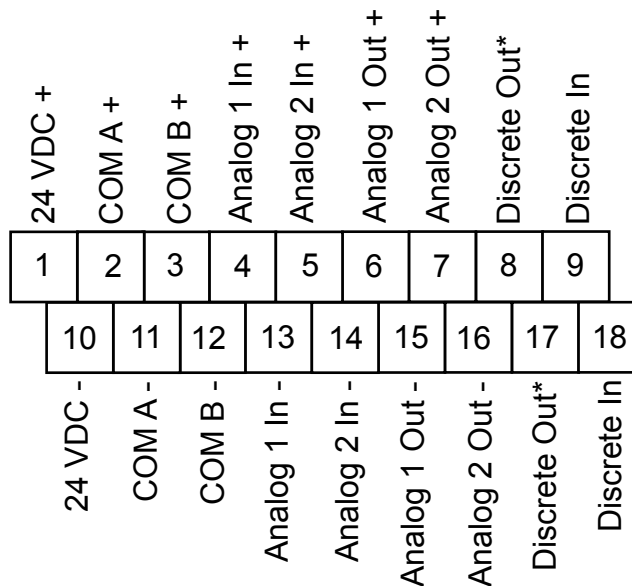 24 VDC +
COM A +
COM B +
Analog 1 In +
Analog 2 In +
Analog 1 Out +
Analog 2 Out +
Discrete Out*
Discrete In
1 2 3 4 5 6 7 8 9
10 11 12 13 14 15 16 17 18
24 VDC -
COM A -
COM B -
Analog 1 In -
Analog 2 In -
Analog 1 Out -
Analog 2 Out -
Discrete Out*
Discrete In